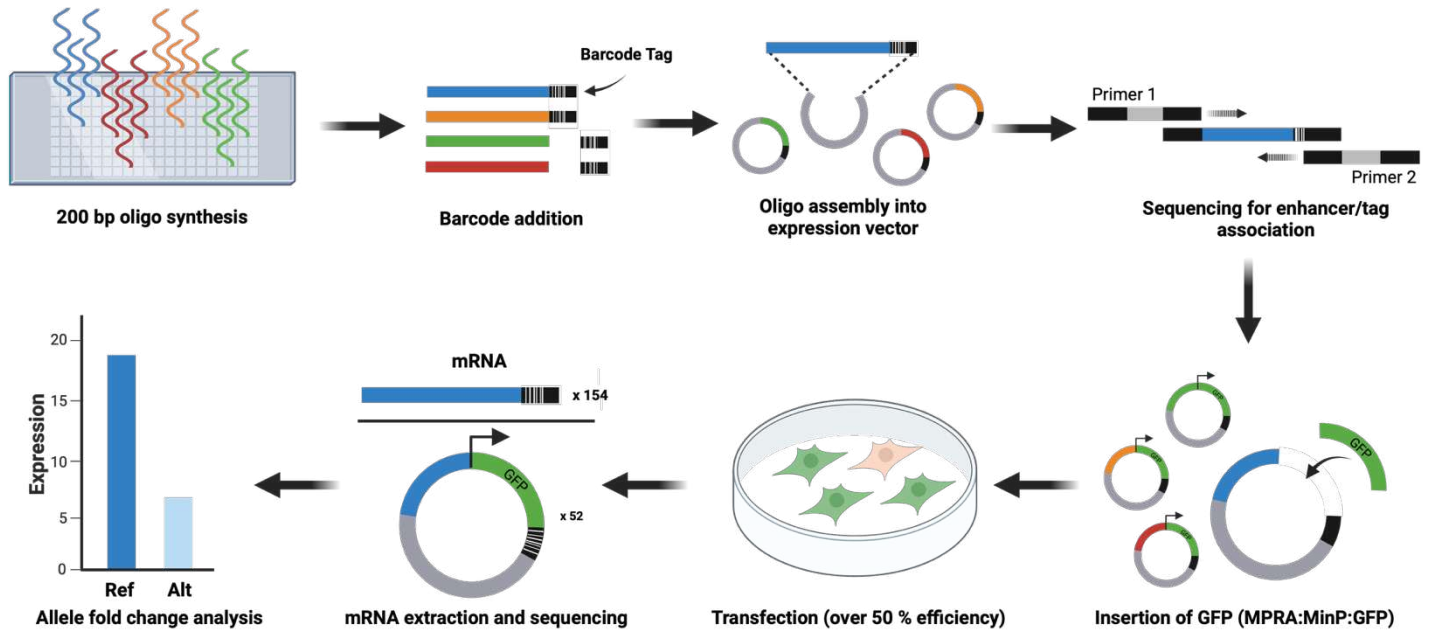 Barcode Tag
200 bp oligo synthesis
Barcode addition
Oligo assembly into
expression vector
Primer 1
Primer 2
Sequencing for enhancer/tag
association
GFP
GFP
GFP
GFP
Insertion of GFP (MPRA:MinP:GFP)
Transfection (over 50 % efficiency)
mRNA
x 154
GFP
x 52
mRNA extraction and sequencing
Expression
20
15
10
5
0
Ref Alt
Allele fold change analysis